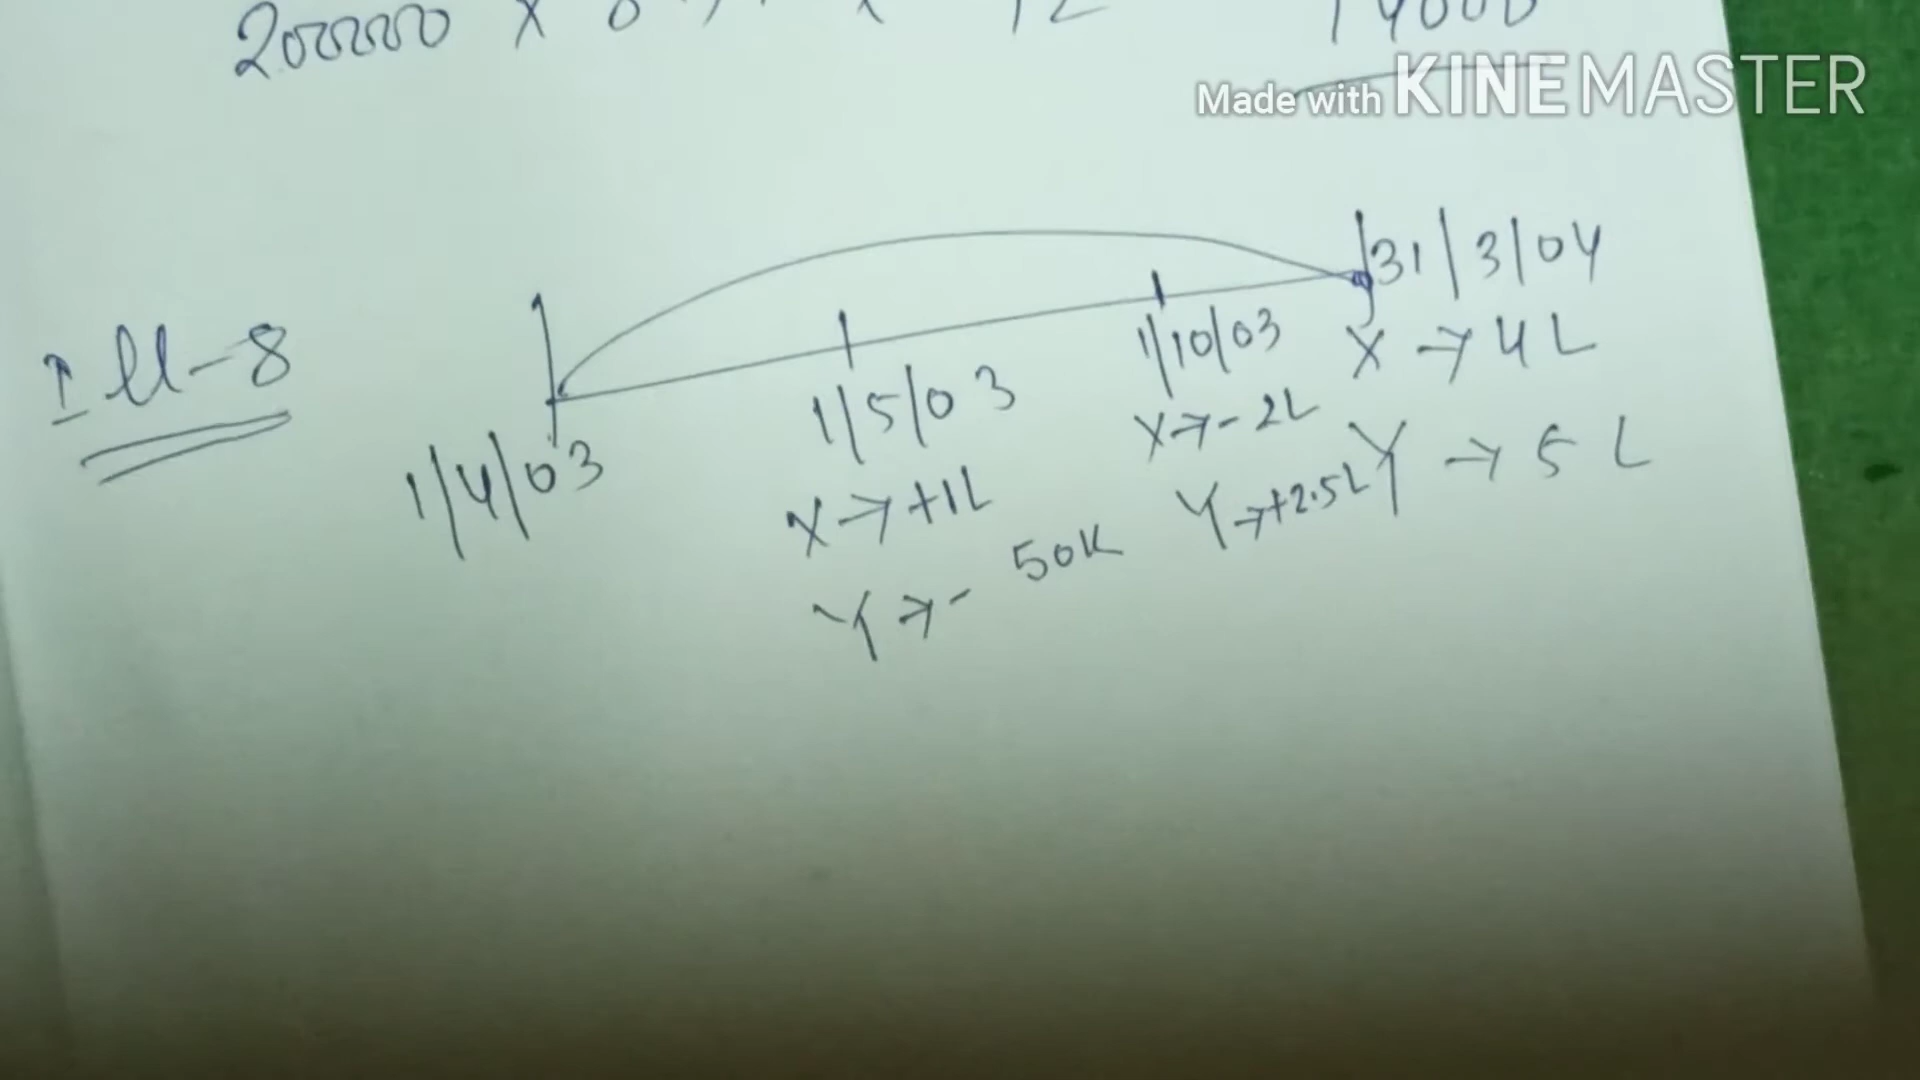 200000 X
Made with KINEMASTER
Ill-8
1/4/03
1/5/03
X → +1L
Y → - 50K
1/10/03
X → -2L
Y → +2.5L
31/3/04
X → 4L
Y → 5L